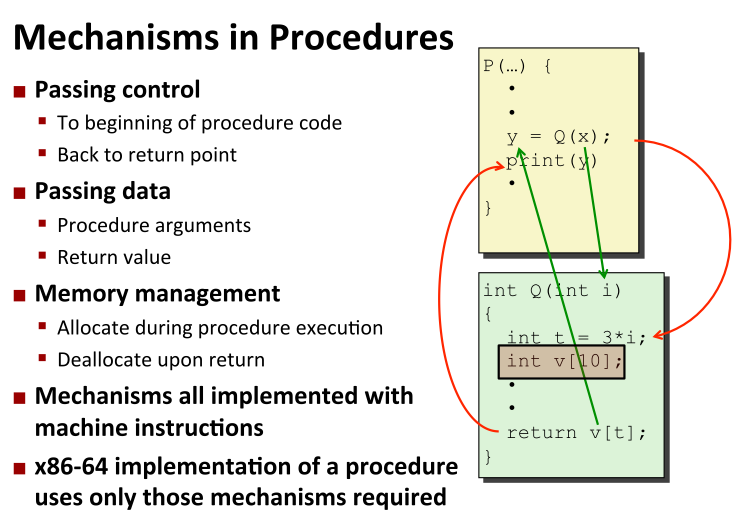 Mechanisms in Procedures
■ Passing control
▪ To beginning of procedure code
▪ Back to return point
■ Passing data
▪ Procedure arguments
▪ Return value
■ Memory management
▪ Allocate during procedure execution
▪ Deallocate upon return
■ Mechanisms all implemented with
machine instructions
■ x86-64 implementation of a procedure
uses only those mechanisms required
P(…) {
•
•
y = Q(x);
print(y)
•
}
int Q(int i)
{
int t = 3*i;
int v[10];
•
•
return v[t];
}